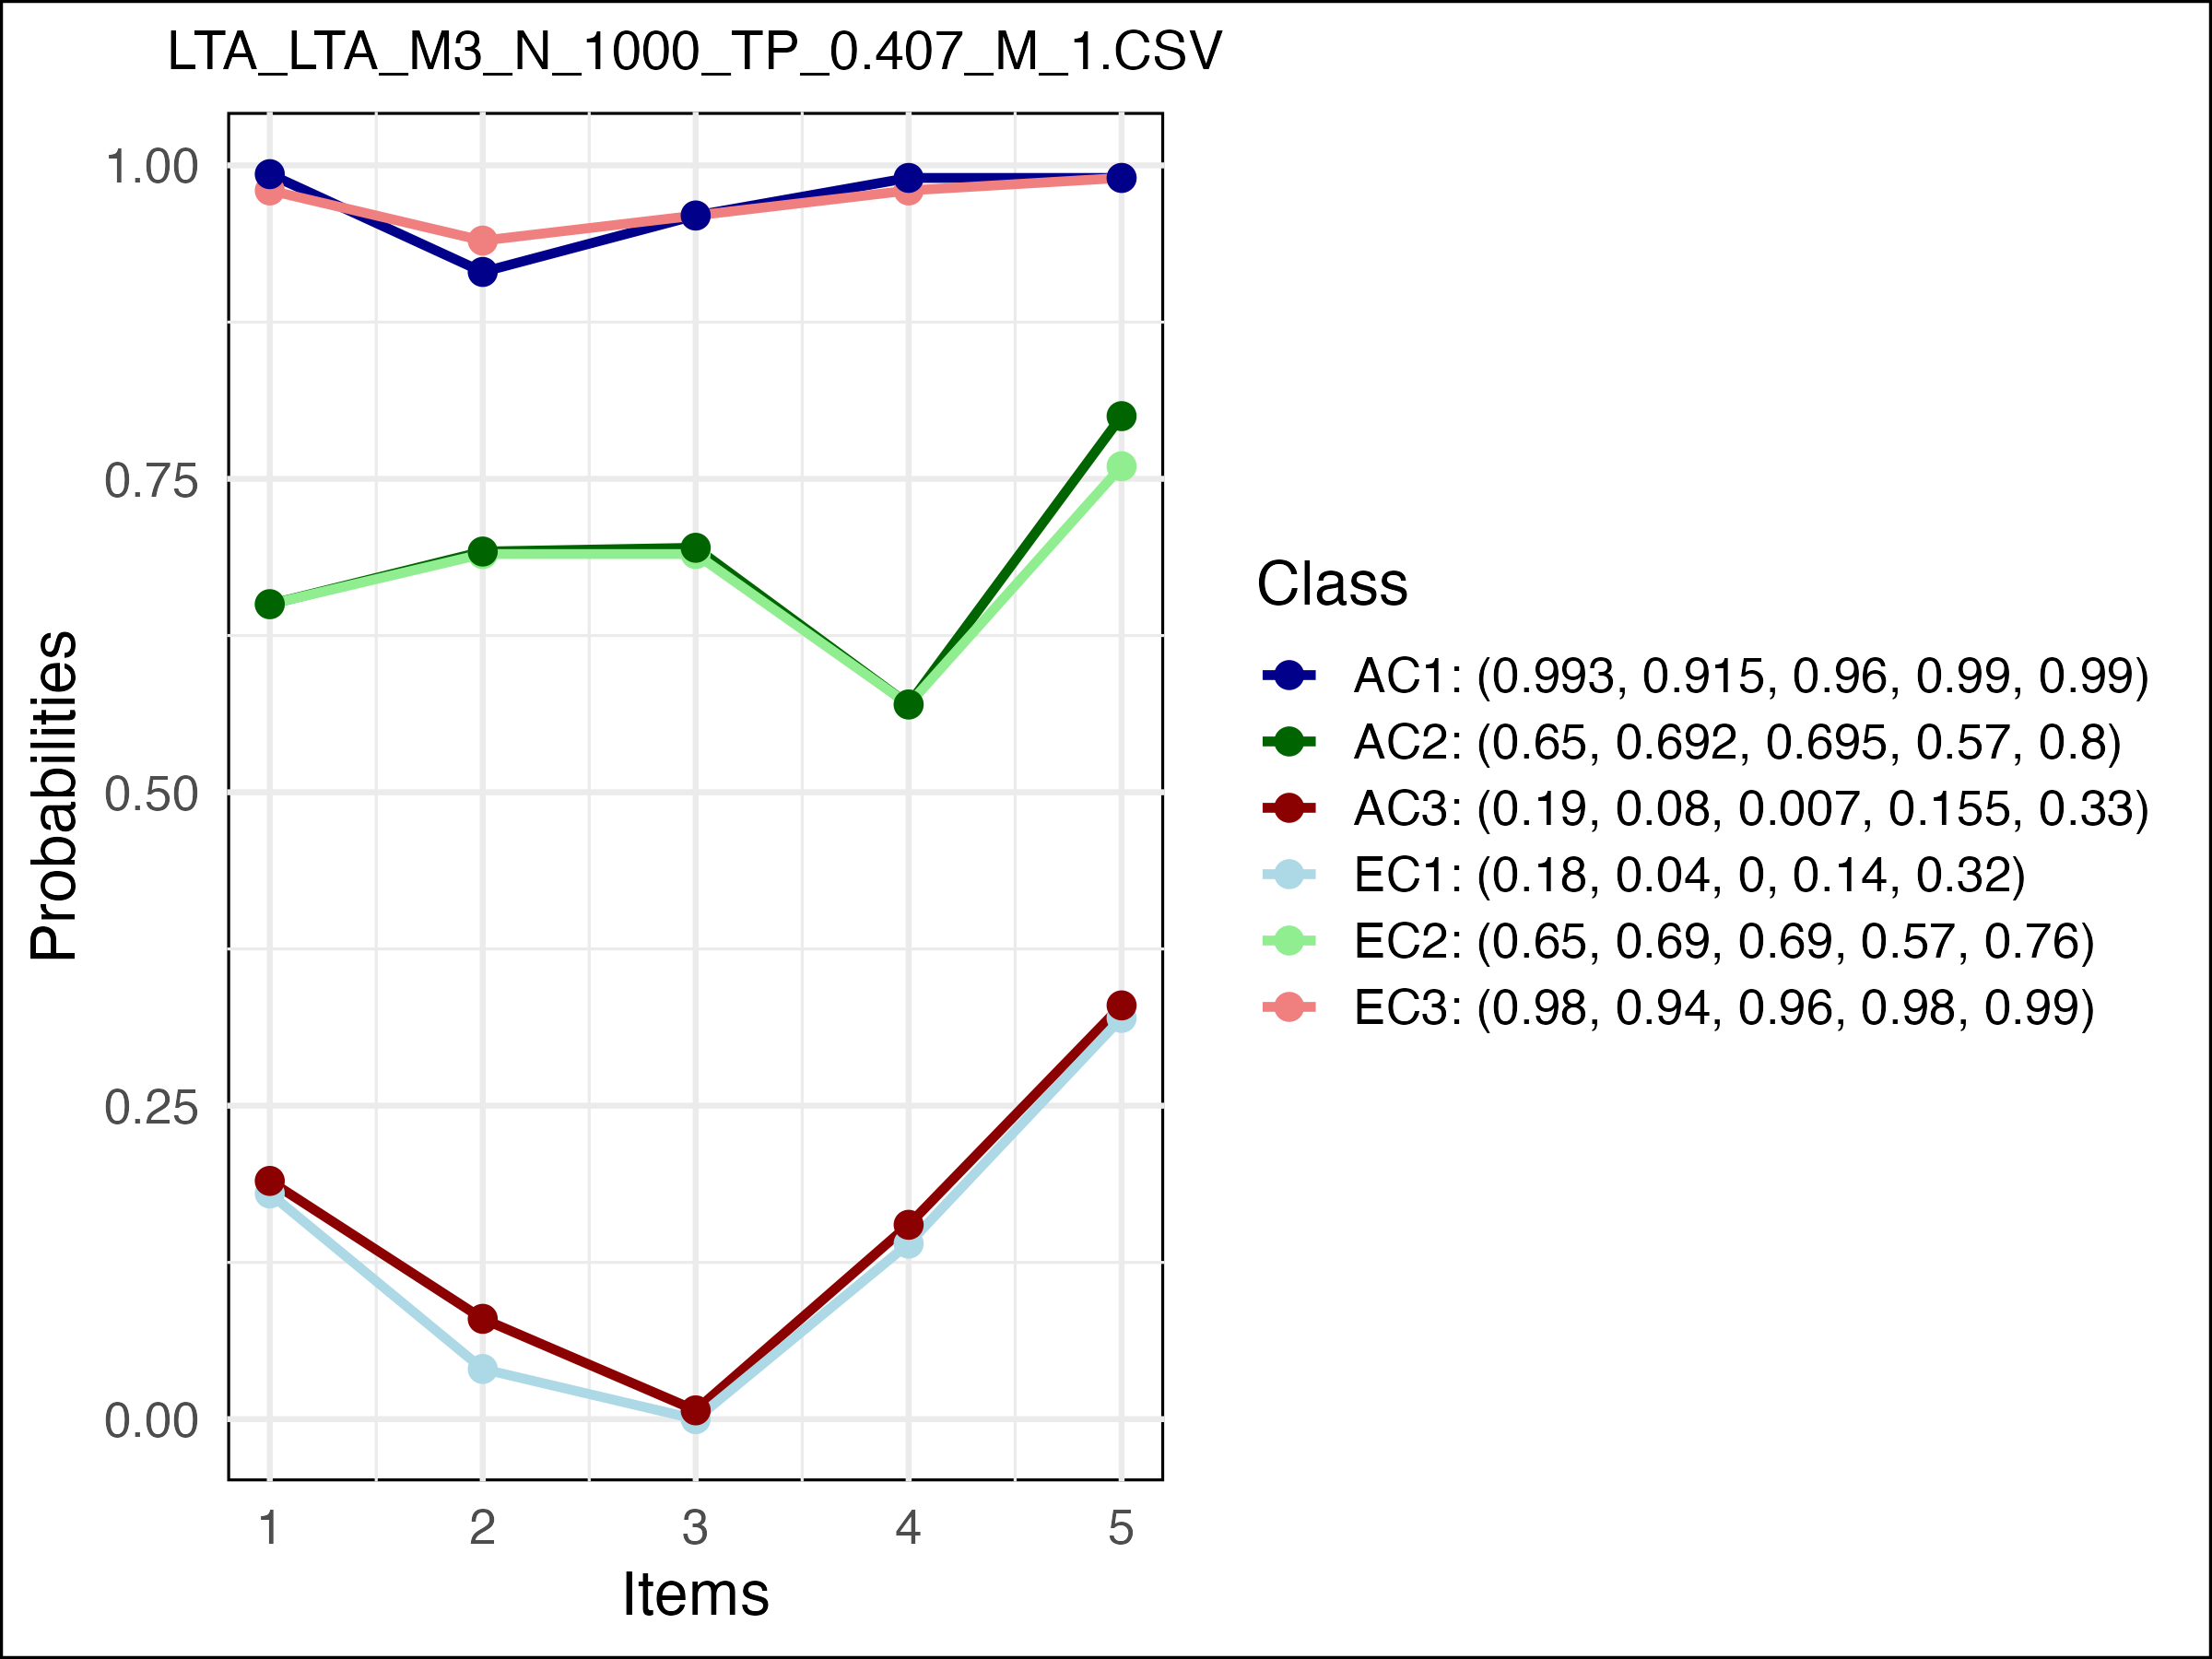 LTA_LTA_M3_N_1000_TP_0.407_M_1.CSV
1.00
0.75
0.50
0.25
0.00
Probabilities
1 2 3 4 5
Items
Class
AC1: (0.993, 0.915, 0.96, 0.99, 0.99)
AC2: (0.65, 0.692, 0.695, 0.57, 0.8)
AC3: (0.19, 0.08, 0.007, 0.155, 0.33)
EC1: (0.18, 0.04, 0, 0.14, 0.32)
EC2: (0.65, 0.69, 0.69, 0.57, 0.76)
EC3: (0.98, 0.94, 0.96, 0.98, 0.99)